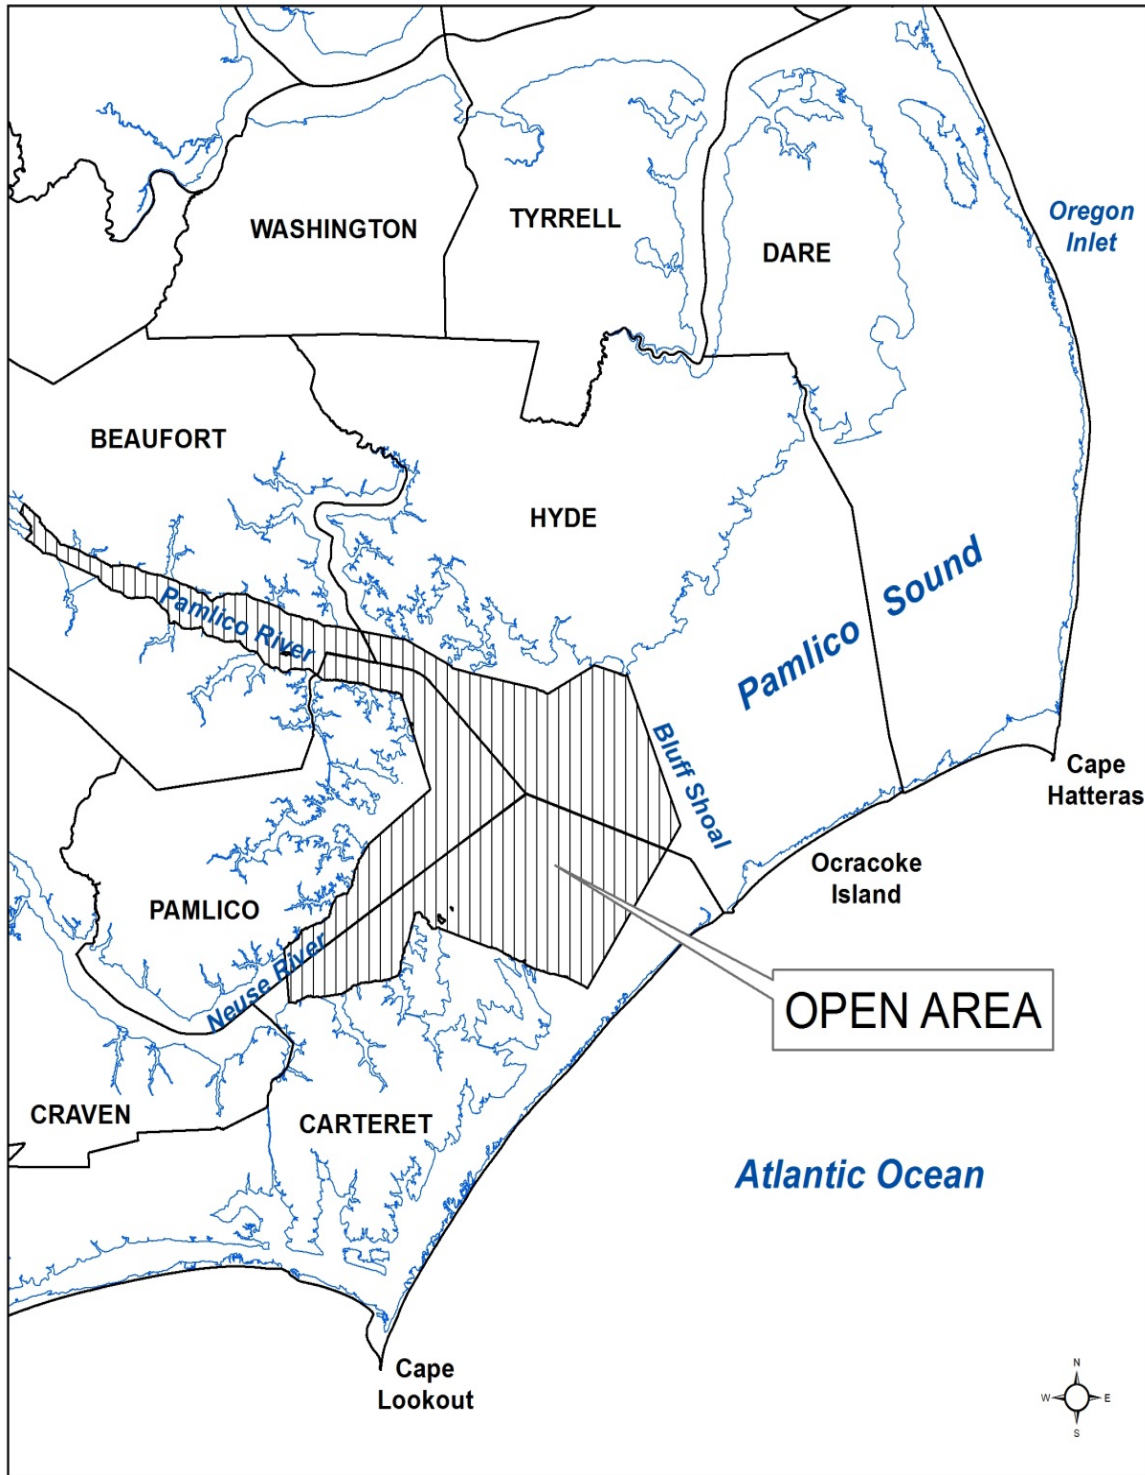 TYRRELL
WASHINGTON
DARE
Oregon
Inlet
BEAUFORT
HYDE
Pamlico Sound
Pamlico River
Bluff Shoal
Cape
Hatteras
Ocracoke
Island
PAMLICO
Neuse River
OPEN AREA
CRAVEN
CARTERET
Atlantic Ocean
Cape
Lookout
N
W
E
S